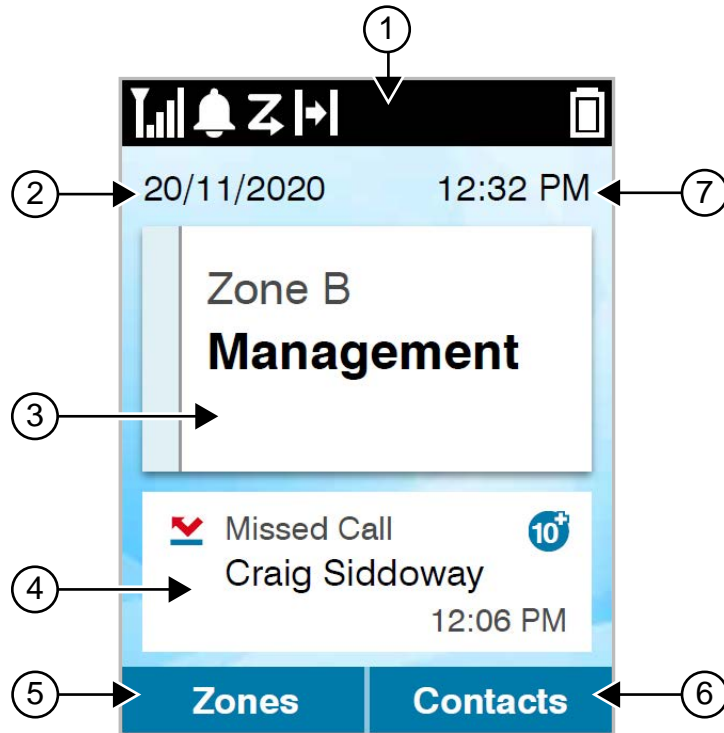 1
2
20/11/2020
12:32 PM
7
Zone B
Management
3
Missed Call
10+
Craig Siddoway
4
12:06 PM
5
Zones
Contacts
6